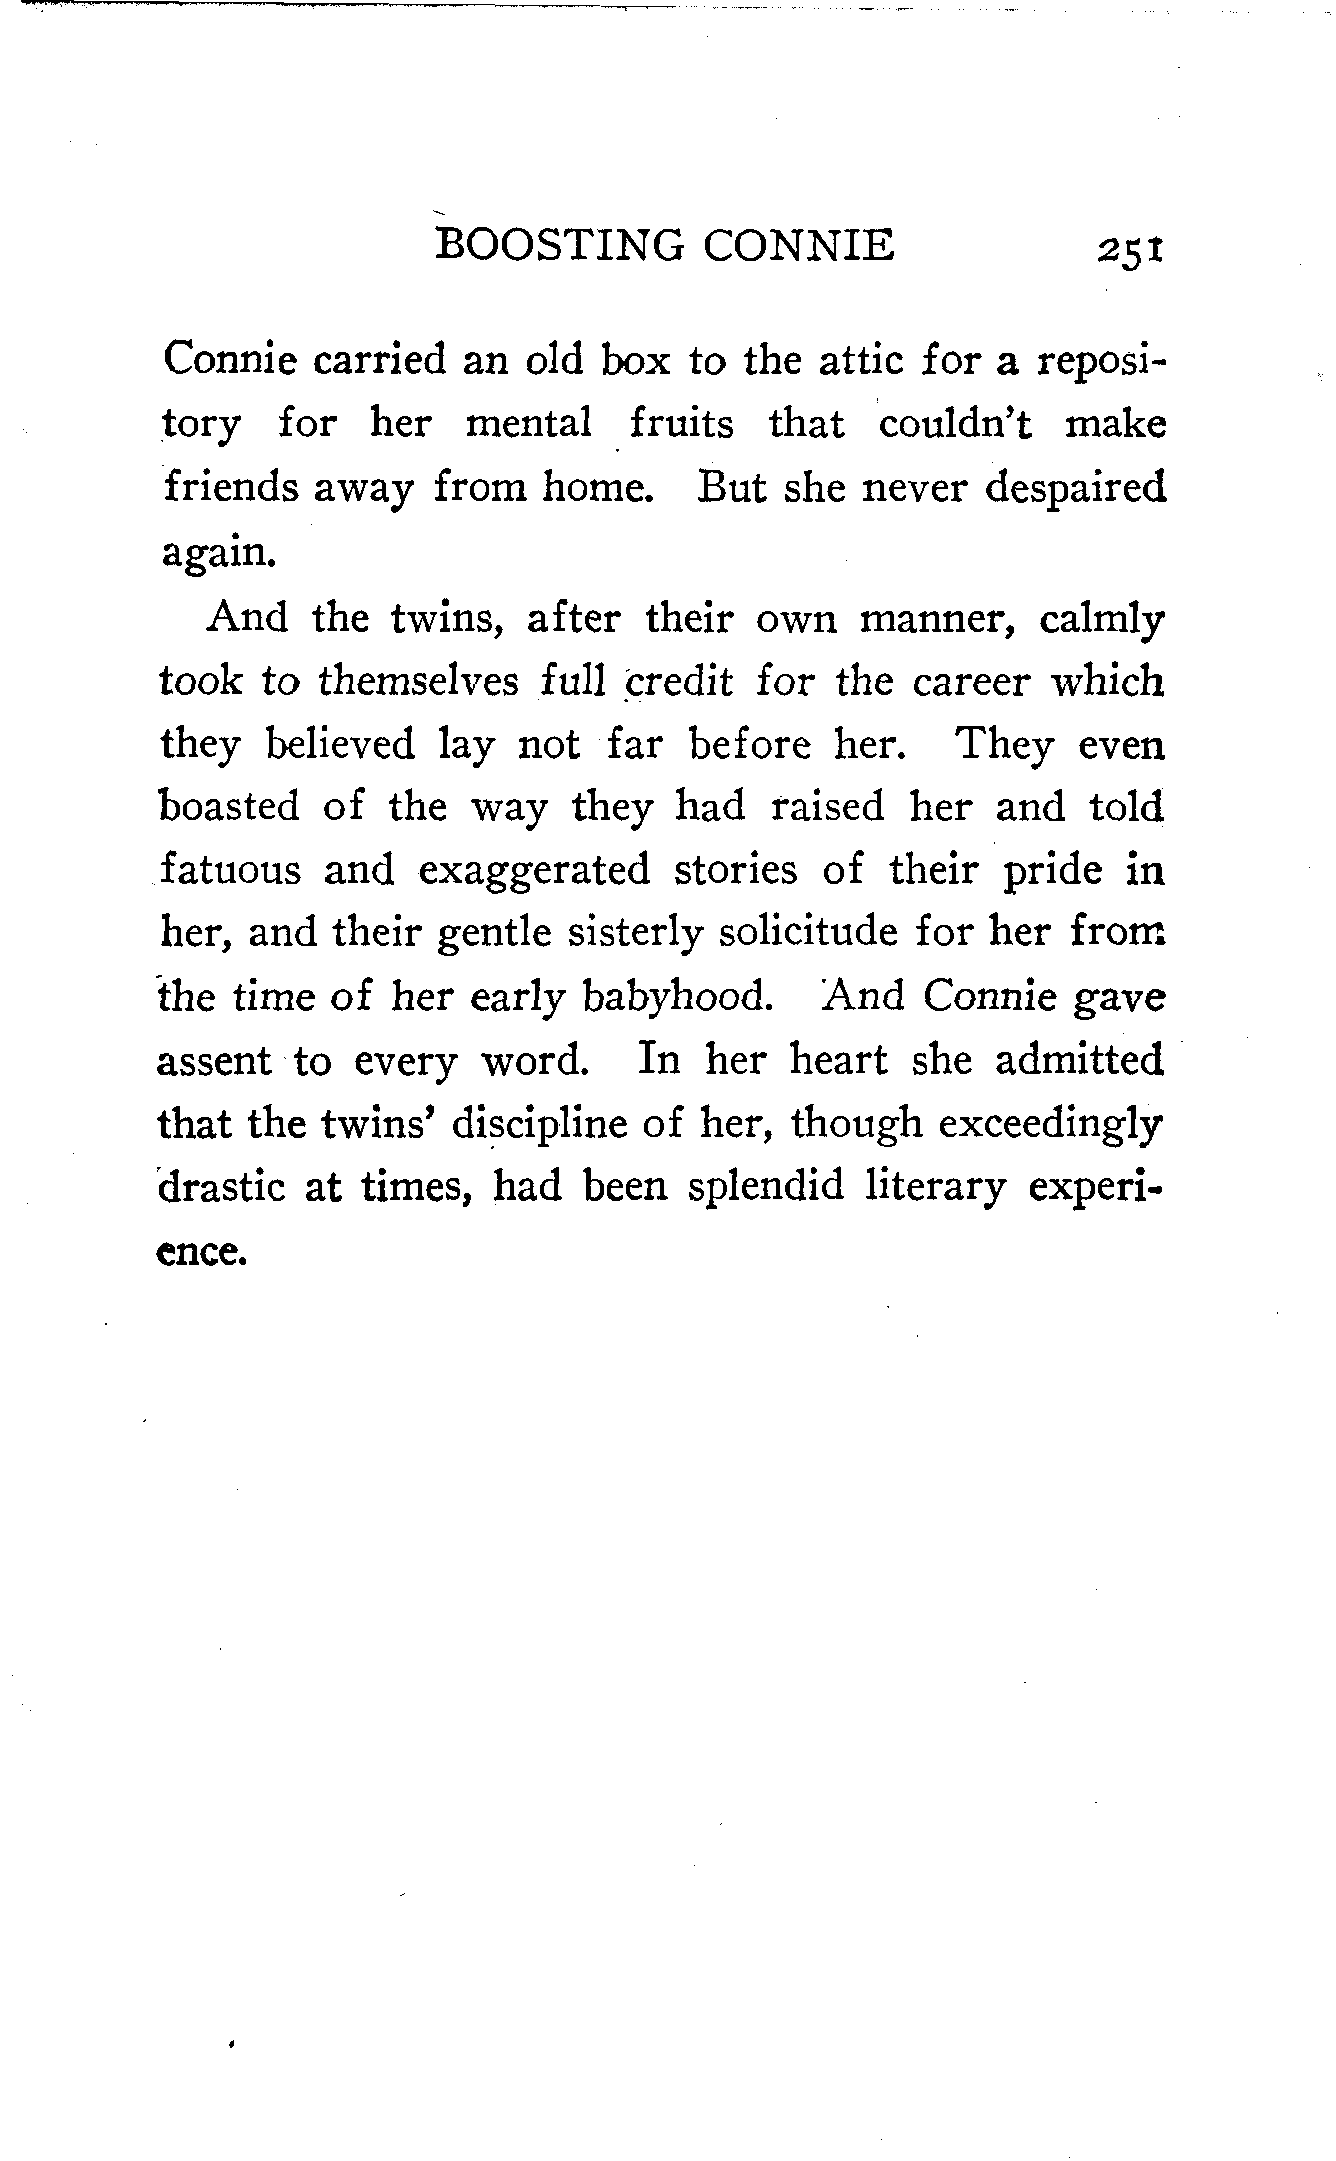 BOOSTING CONNIE 251
Connie carried an old box to the attic for a reposi-
tory for her mental fruits that couldn't make
friends away from home. But she never despaired
again.
And the twins, after their own manner, calmly
took to themselves full credit for the career which
they believed lay not far before her. They even
boasted of the way they had raised her and told
fatuous and exaggerated stories of their pride in
her, and their gentle sisterly solicitude for her from
the time of her early babyhood. And Connie gave
assent to every word. In her heart she admitted
that the twins' discipline of her, though exceedingly
drastic at times, had been splendid literary experi-
ence.